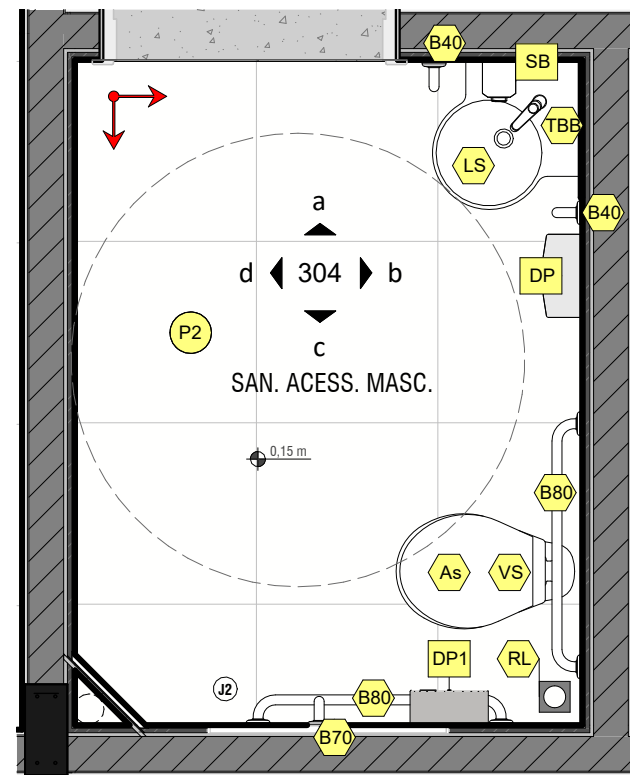 B40
SB
TBB
LS
B40
a
d 304 b
c
DP
P2
SAN. ACESS. MASC.
0,15 m
B80
As
VS
DP1
RL
J2
B80
B70